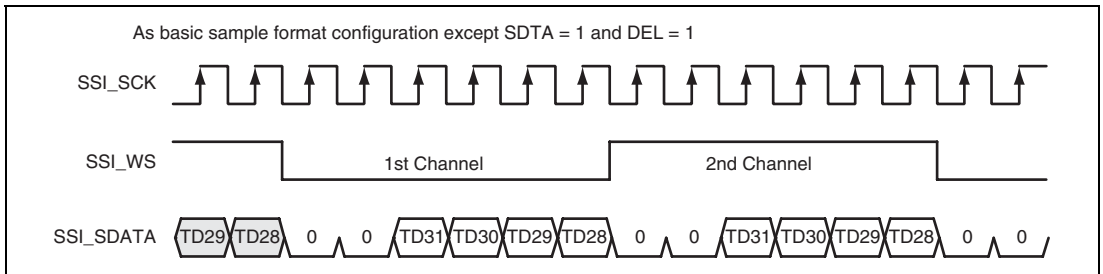 As basic sample format configuration except SDTA = 1 and DEL = 1
SSI_SCK
SSI_WS 1st Channel 2nd Channel
SSI_SDATA TD29 TD28 0 0 TD31 TD30 TD29 TD28 0 0 TD31 TD30 TD29 TD28 0 0